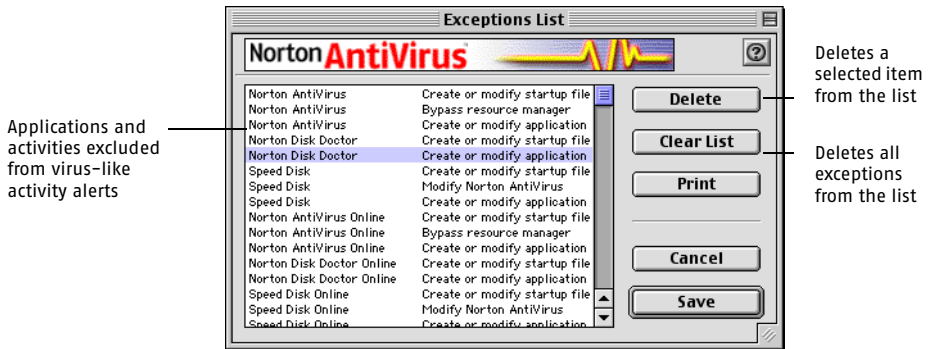 Exceptions List
Norton AntiVirus
?
Norton AntiVirus Create or modify startup file
Norton AntiVirus Bypass resource manager
Norton AntiVirus Create or modify application
Norton Disk Doctor Create or modify startup file
Norton Disk Doctor Create or modify application
Speed Disk Create or modify startup file
Speed Disk Modify Norton AntiVirus
Speed Disk Create or modify application
Norton AntiVirus Online Create or modify startup file
Norton AntiVirus Online Bypass resource manager
Norton AntiVirus Online Create or modify application
Norton Disk Doctor Online Create or modify startup file
Norton Disk Doctor Online Create or modify application
Speed Disk Online Create or modify startup file
Speed Disk Online Modify Norton AntiVirus
Speed Disk Online Create or modify application
Delete
Clear List
Print
Cancel
Save
Applications and
activities excluded
from virus-like
activity alerts
Deletes a
selected item
from the list
Deletes all
exceptions
from the list